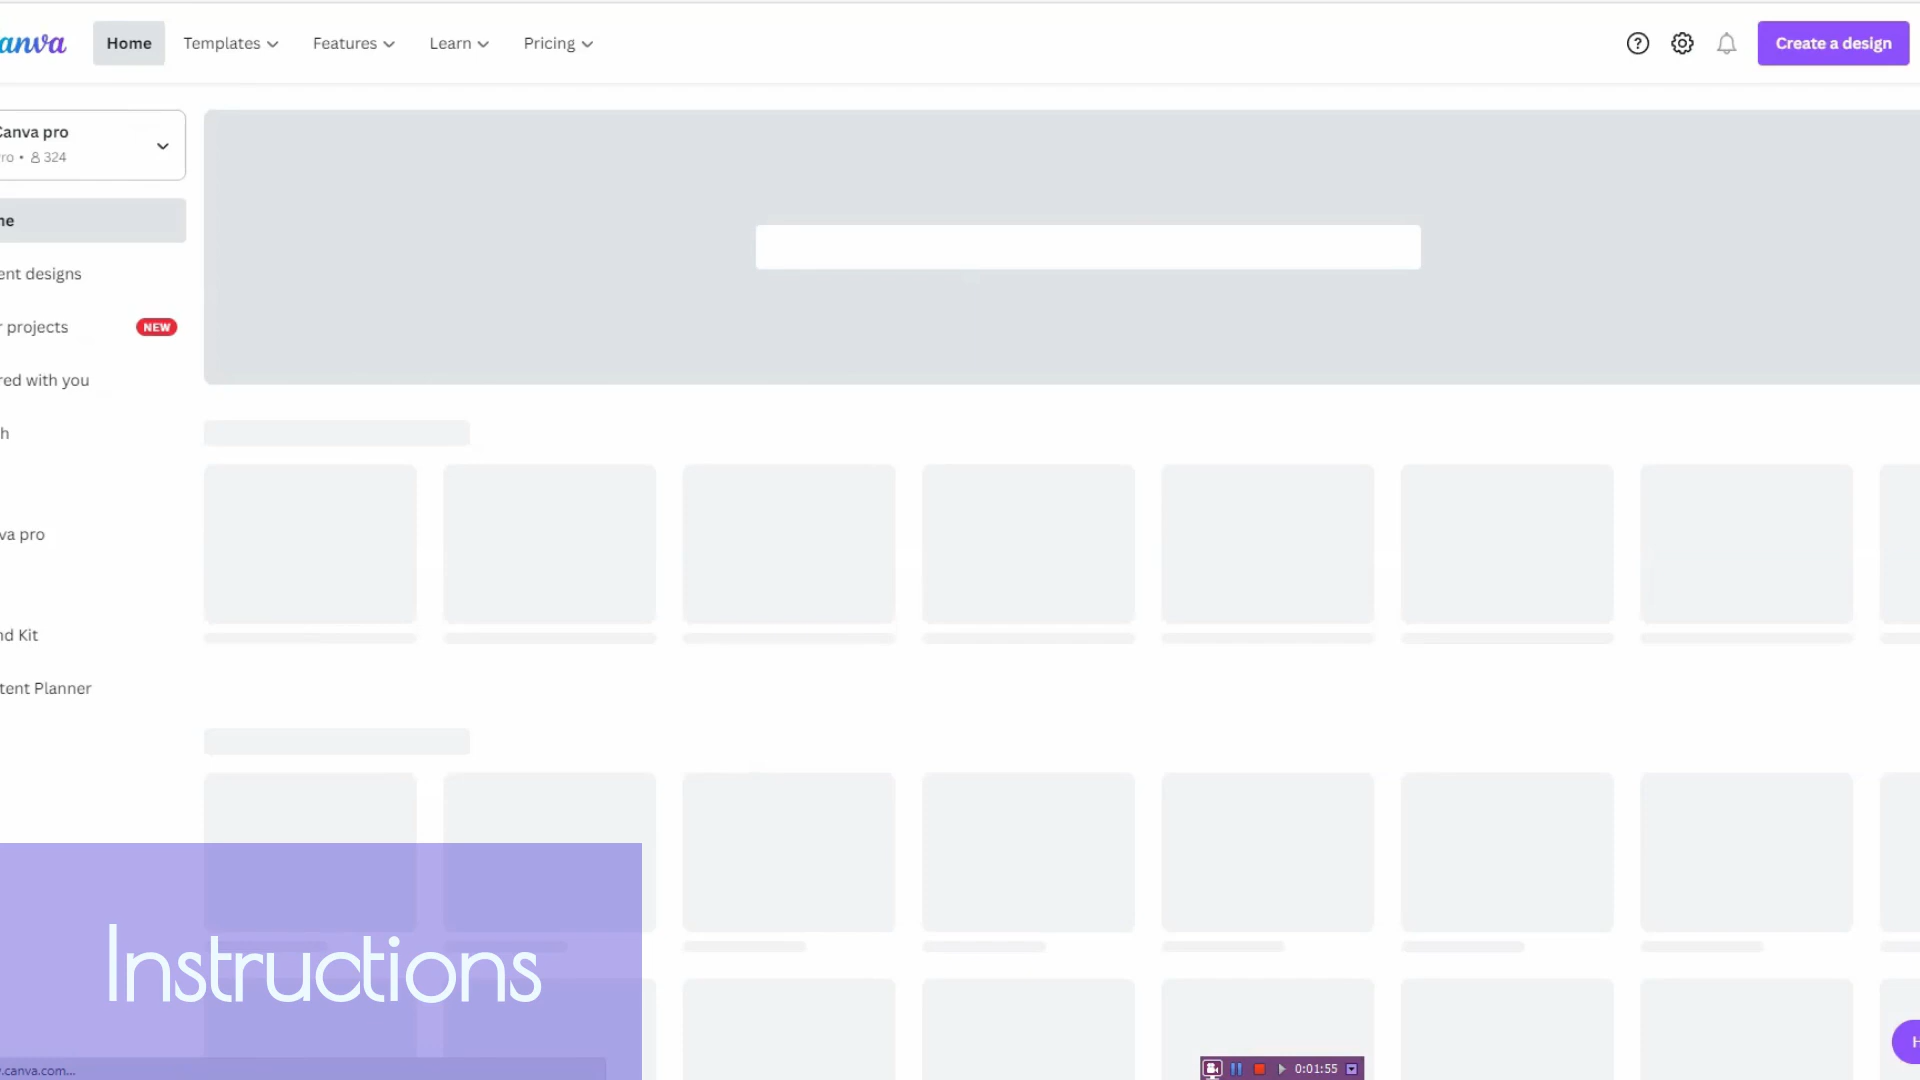 anva
Home
Templates
Features
Learn
Pricing
Create a design
Canva pro
ro • 324
ne
ent designs
r projects
NEW
red with you
h
va pro
nd Kit
tent Planner
Instructions
.canva.com...
0:01:55
H